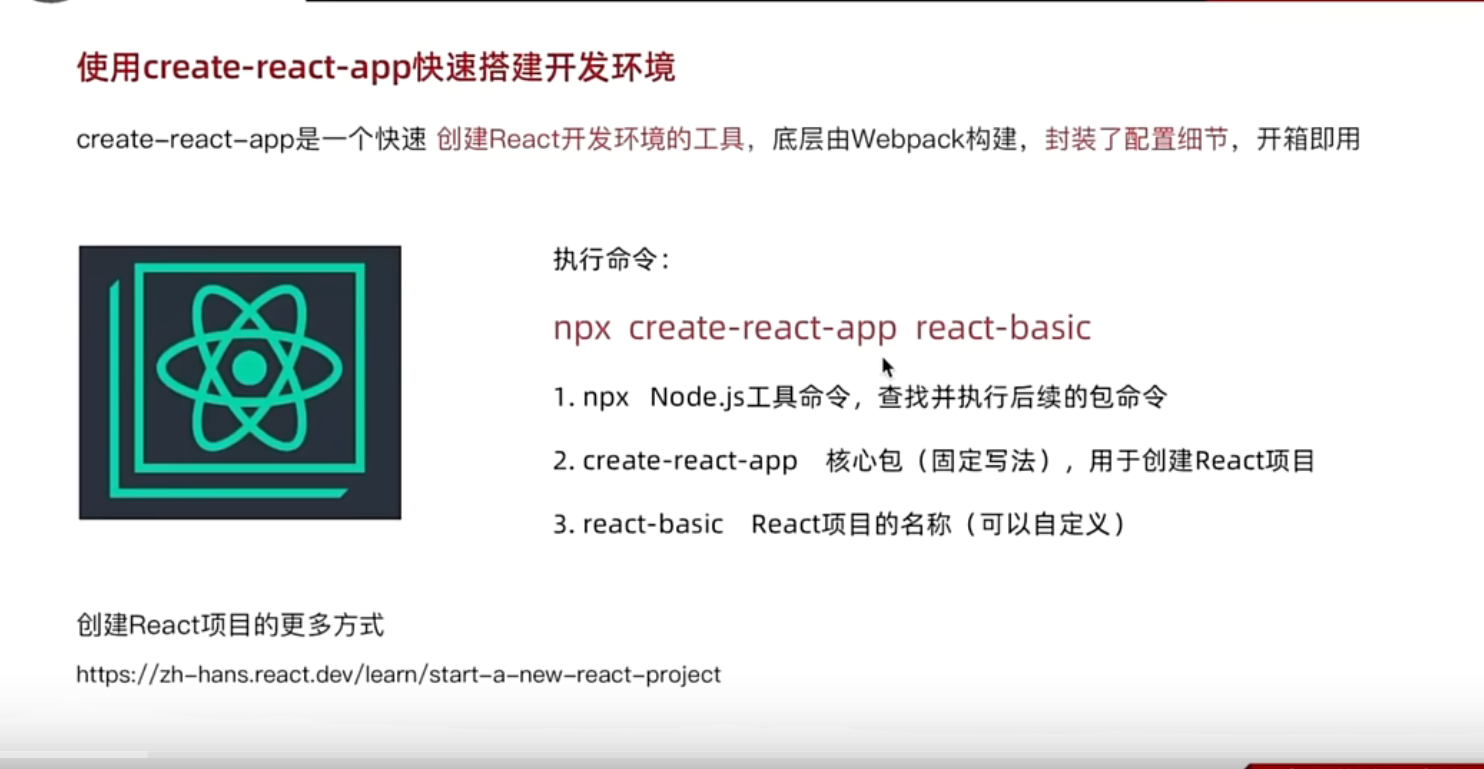 使用create-react-app快速搭建开发环境
create-react-app是一个快速 创建React开发环境的工具，底层由Webpack构建，封装了配置细节，开箱即用
执行命令：
npx create-react-app react-basic
1. npx Node.js工具命令，查找并执行后续的包命令
2. create-react-app 核心包（固定写法），用于创建React项目
3. react-basic React项目的名称（可以自定义）
创建React项目的更多方式
https://zh-hans.react.dev/learn/start-a-new-react-project